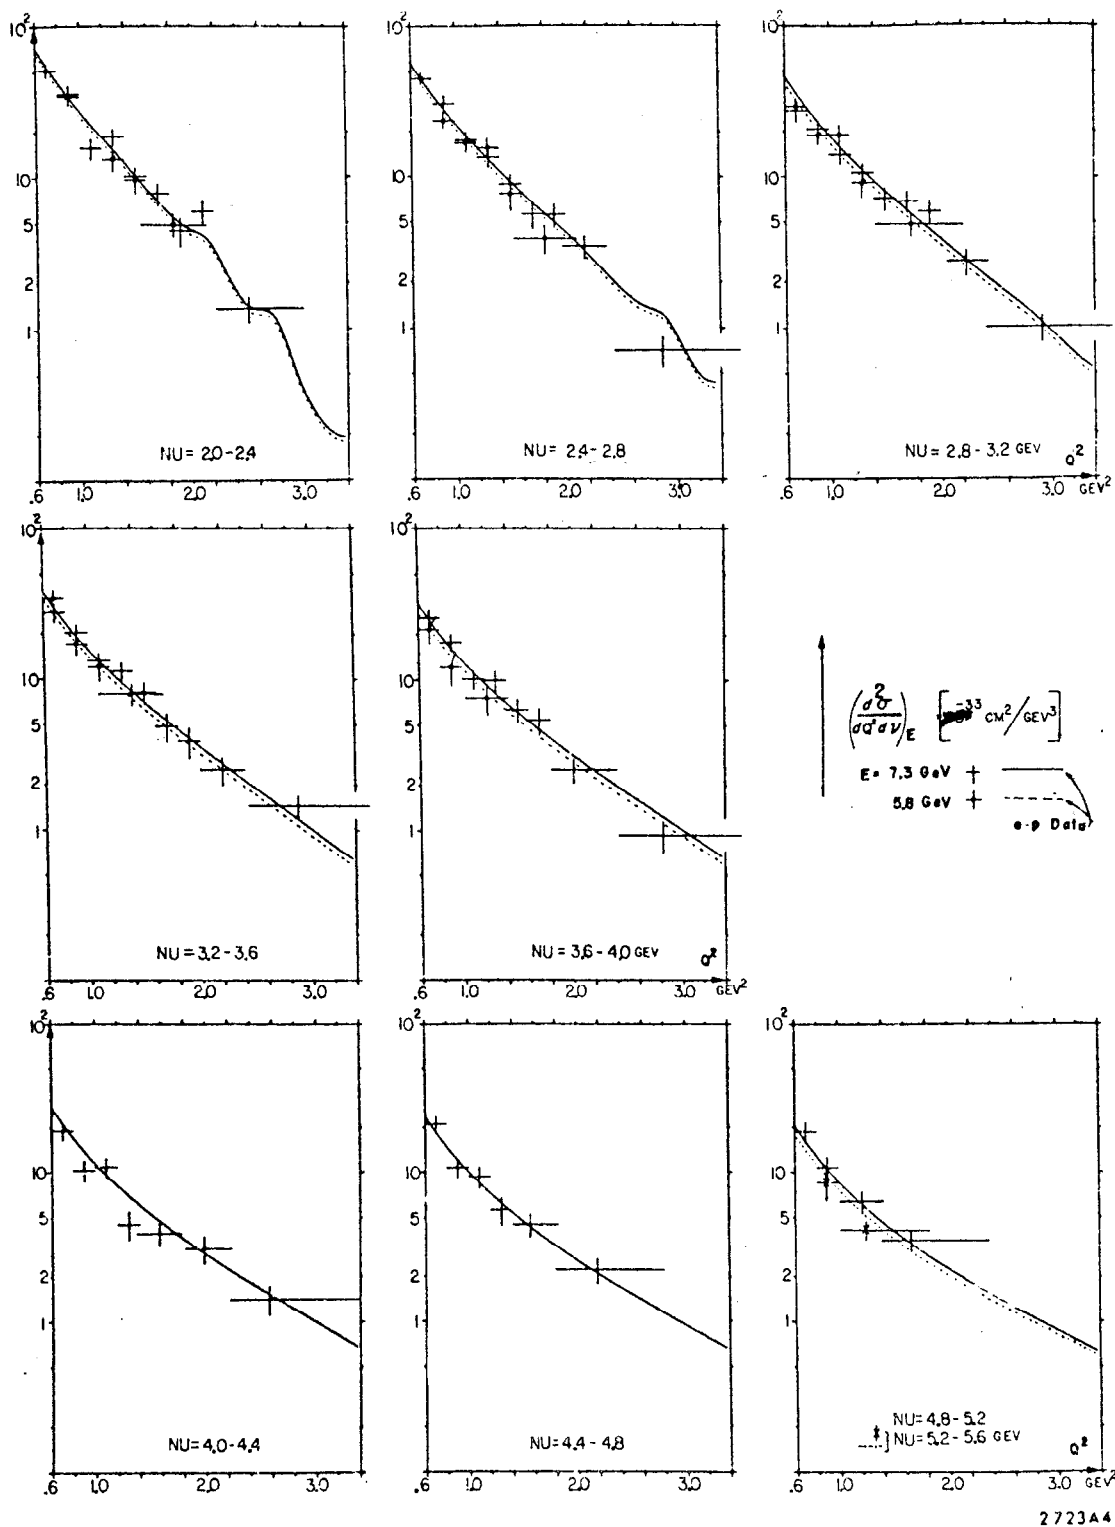 10²
10
5
2
1
NU = 2.0-2.4
.6 1.0 2.0 3.0
10²
10
5
2
1
NU = 2.4-2.8
.6 1.0 2.0 3.0
10²
10
5
2
1
NU = 2.8-3.2 GEV
Q²
.6 1.0 2.0 3.0 GEV²
10²
10
5
2
1
NU = 3.2-3.6
.6 1.0 2.0 3.0
10
5
2
1
NU = 3.6-4.0 GEV
Q²
.6 1.0 2.0 3.0 GEV²
(d²σ/dQ²dν)E [⁻³³ CM²/GEV³]
E = 7.3 GeV
5.8 GeV
e-p Data
10²
10
5
2
1
NU = 4.0-4.4
.6 1.0 2.0 3.0
10²
10
5
2
1
NU = 4.4-4.8
.6 1.0 2.0 3.0
10²
10
5
2
1
NU = 4.8-5.2
} NU = 5.2-5.6 GEV
Q²
.6 1.0 2.0 3.0 GEV²
2723A4